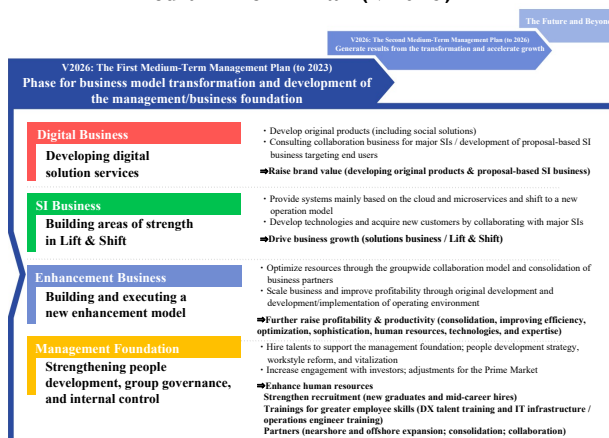 The Future and Beyond
V2026: The Second Medium-Term Management Plan (to 2026)
Generate results from the transformation and accelerate growth
V2026: The First Medium-Term Management Plan (to 2023)
Phase for business model transformation and development of
the management/business foundation
Digital Business
Developing digital
solution services
・Develop original products (including social solutions)
・Consulting collaboration business for major SIs / development of proposal-based SI
business targeting end users
⇒Raise brand value (developing original products & proposal-based SI business)
SI Business
Building areas of strength
in Lift & Shift
・Provide systems mainly based on the cloud and microservices and shift to a new
operation model
・Develop technologies and acquire new customers by collaborating with major SIs
⇒Drive business growth (solutions business / Lift & Shift)
Enhancement Business
Building and executing a
new enhancement model
・Optimize resources through the groupwide collaboration model and consolidation of
business partners
・Scale business and improve profitability through original development and
development/implementation of operating environment
⇒Further raise profitability & productivity (consolidation, improving efficiency,
optimization, sophistication, human resources, technologies, and expertise)
Management Foundation
Strengthening people
development, group governance,
and internal control
・Hire talents to support the management foundation; people development strategy,
workstyle reform, and vitalization
・Increase engagement with investors; adjustments for the Prime Market
⇒Enhance human resources
Strengthen recruitment (new graduates and mid-career hires)
Trainings for greater employee skills (DX talent training and IT infrastructure /
operations engineer training)
Partners (nearshore and offshore expansion; consolidation; collaboration)